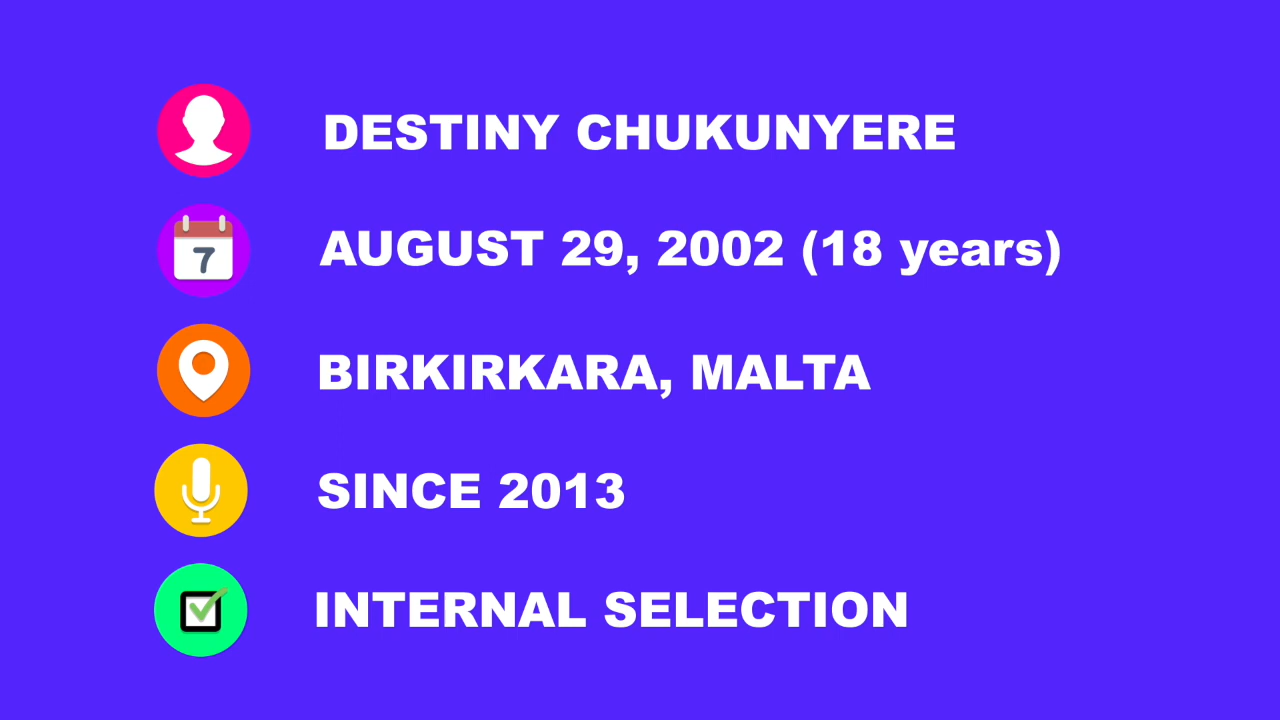 DESTINY CHUKUNYERE
7
AUGUST 29, 2002 (18 years)
BIRKIRKARA, MALTA
SINCE 2013
INTERNAL SELECTION